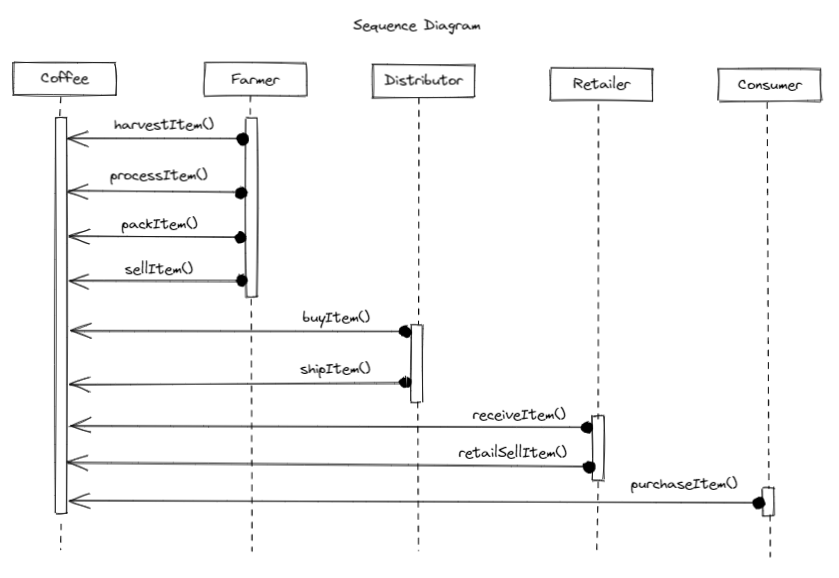 Sequence Diagram
Coffee
Farmer
Distributor
Retailer
Consumer
harvestItem()
processItem()
packItem()
sellItem()
buyItem()
shipItem()
receiveItem()
retailSellItem()
purchaseItem()